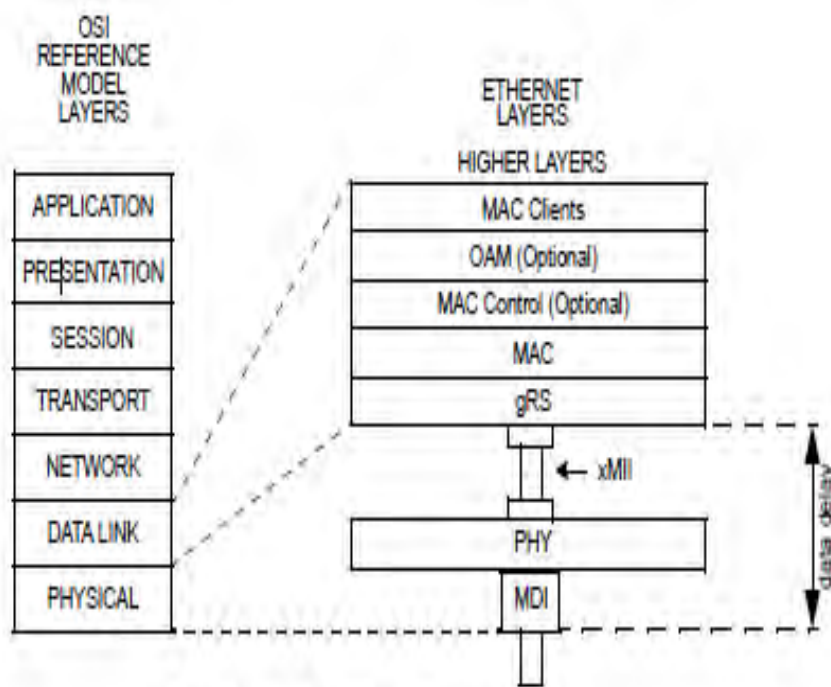 OSI
REFERENCE
MODEL
LAYERS
APPLICATION
PRESENTATION
SESSION
TRANSPORT
NETWORK
DATA LINK
PHYSICAL
ETHERNET
LAYERS
HIGHER LAYERS
MAC Clients
OAM (Optional)
MAC Control (Optional)
MAC
gRS
xMII
PHY
MDI
data delay